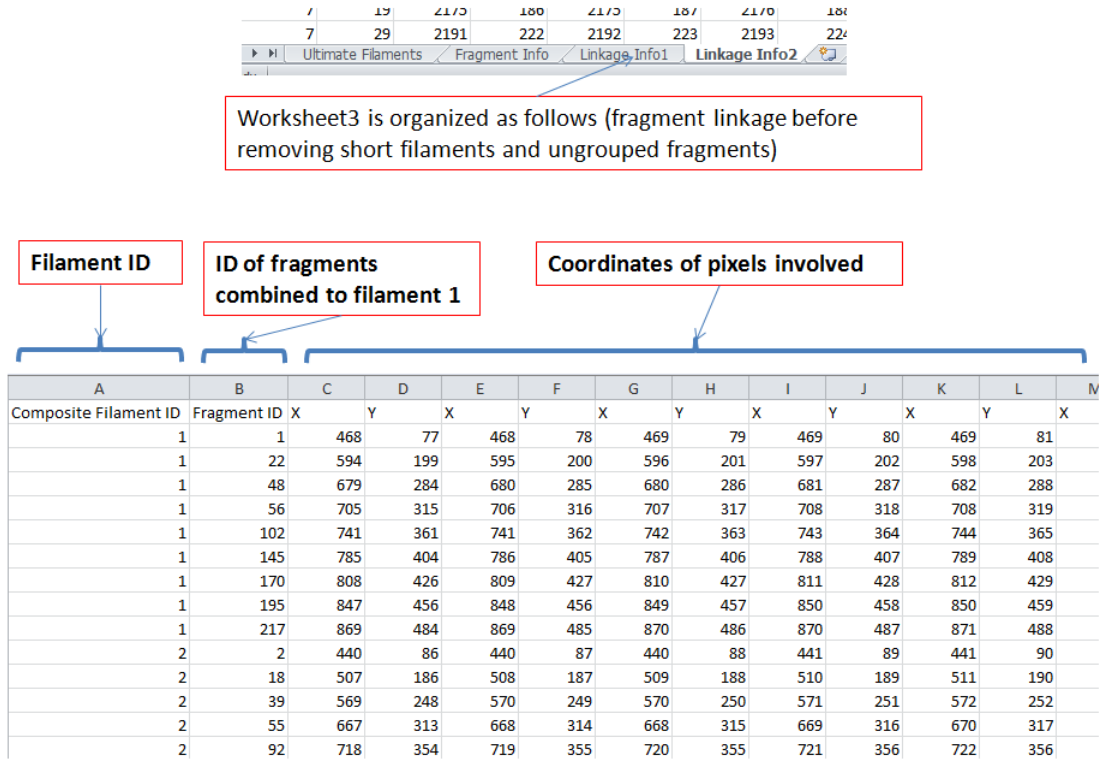 7 19 2175 186 2175 187 2176
7 29 2191 222 2192 223 2193
Ultimate Filaments Fragment Info Linkage Info1 Linkage Info2
Worksheet3 is organized as follows (fragment linkage before
removing short filaments and ungrouped fragments)
Filament ID
ID of fragments
combined to filament 1
Coordinates of pixels involved
A B C D E F G H I J K L M
Composite Filament ID Fragment ID X Y X Y X Y X Y X Y X
1 1 468 77 468 78 469 79 469 80 469 81
1 22 594 199 595 200 596 201 597 202 598 203
1 48 679 284 680 285 680 286 681 287 682 288
1 56 705 315 706 316 707 317 708 318 708 319
1 102 741 361 741 362 742 363 743 364 744 365
1 145 785 404 786 405 787 406 788 407 789 408
1 170 808 426 809 427 810 427 811 428 812 429
1 195 847 456 848 456 849 457 850 458 850 459
1 217 869 484 869 485 870 486 870 487 871 488
2 2 440 86 440 87 440 88 441 89 441 90
2 18 507 186 508 187 509 188 510 189 511 190
2 39 569 248 570 249 570 250 571 251 572 252
2 55 667 313 668 314 668 315 669 316 670 317
2 92 718 354 719 355 720 355 721 356 722 356